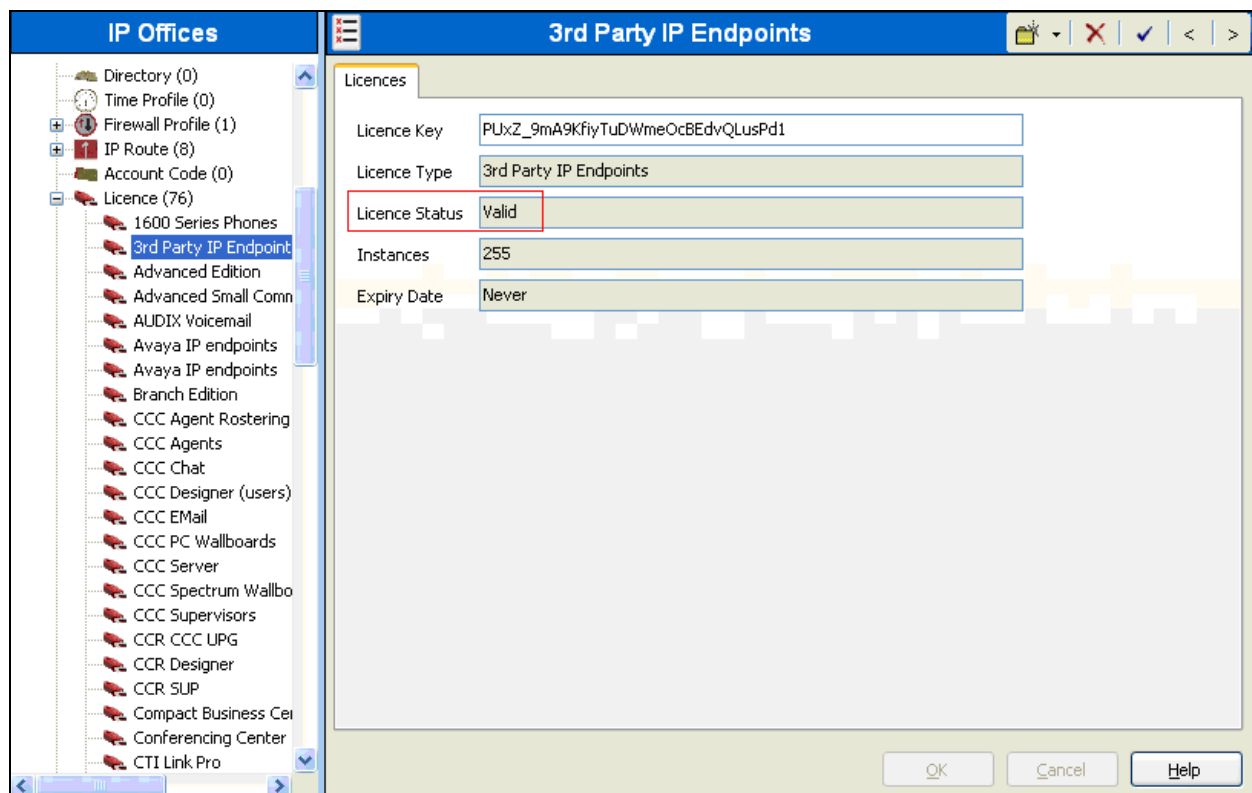 IP Offices
Directory (0)
Time Profile (0)
Firewall Profile (1)
IP Route (8)
Account Code (0)
Licence (76)
1600 Series Phones
3rd Party IP Endpoint
Advanced Edition
Advanced Small Comn
AUDIX Voicemail
Avaya IP endpoints
Avaya IP endpoints
Branch Edition
CCC Agent Rostering
CCC Agents
CCC Chat
CCC Designer (users)
CCC EMail
CCC PC Wallboards
CCC Server
CCC Spectrum Wallbo
CCC Supervisors
CCR CCC UPG
CCR Designer
CCR SUP
Compact Business Cei
Conferencing Center
CTI Link Pro
3rd Party IP Endpoints
Licences
Licence Key PUxZ_9mA9KfiyTuDWmeOcBEdvQLusPd1
Licence Type 3rd Party IP Endpoints
Licence Status Valid
Instances 255
Expiry Date Never
OK Cancel Help